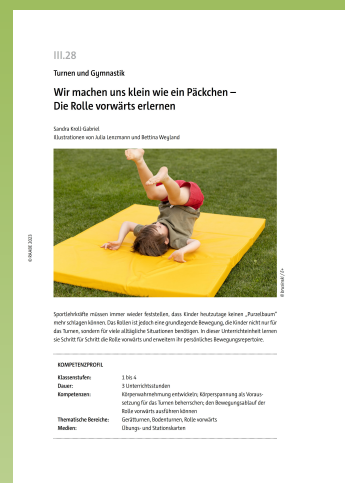 III.28
Turnen und Gymnastik
Wir machen uns klein wie ein Päckchen –
Die Rolle vorwärts erlernen
Sandra Kroll-Gabriel
Illustrationen von Julia Lenzmann und Bettina Weyland
© RAABE 2023
Sportlehrkräfte müssen immer wieder feststellen, dass Kinder heutzutage keinen „Purzelbaum"
mehr schlagen können. Das Rollen ist jedoch eine grundlegende Bewegung, die Kinder nicht nur für
das Turnen, sondern für viele alltägliche Situationen benötigen. In dieser Unterrichtseinheit lernen
sie Schritt für Schritt die Rolle vorwärts und erweitern ihr persönliches Bewegungsrepertoire.
KOMPETENZPROFIL
Klassenstufen: 1 bis 4
Dauer: 3 Unterrichtsstunden
Kompetenzen: Körperwahrnehmung entwickeln; Körperspannung als Voraus-
setzung für das Turnen beherrschen; den Bewegungsablauf der
Rolle vorwärts ausführen können
Thematische Bereiche: Gerätturnen, Bodenturnen, Rolle vorwärts
Medien: Übungs- und Stationskarten